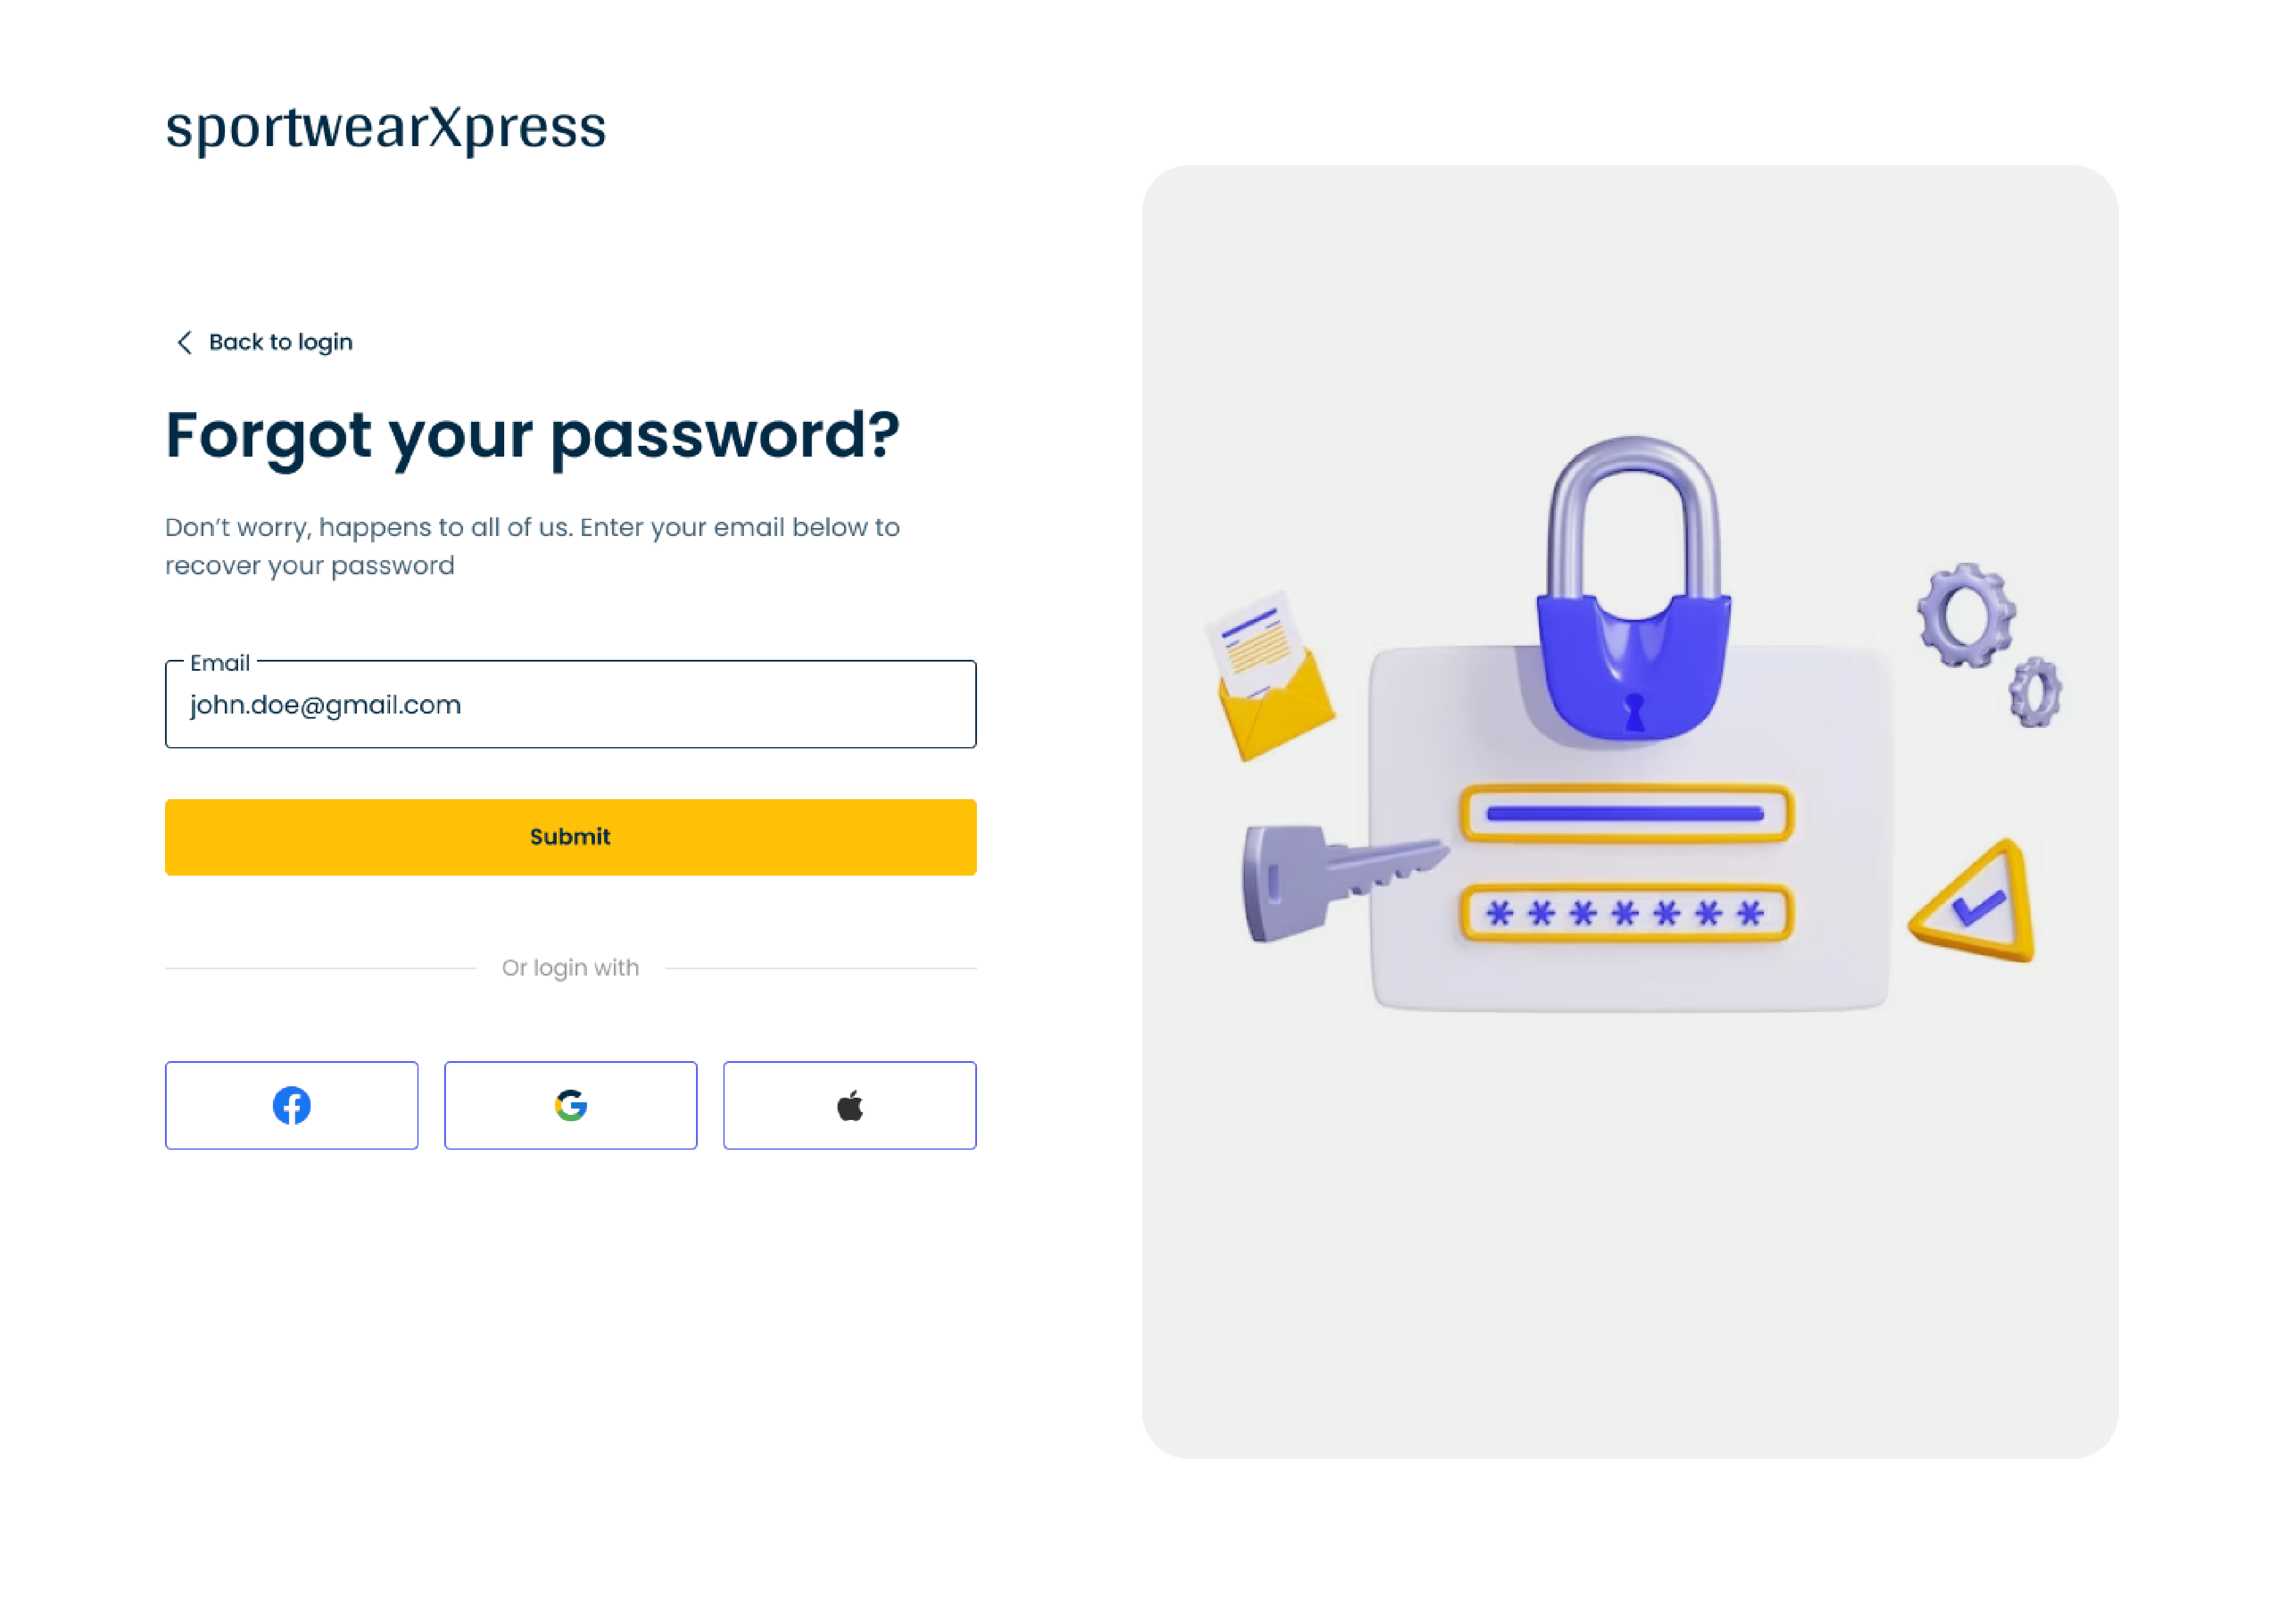 sportwearXpress
Back to login
Forgot your password?
Don’t worry, happens to all of us. Enter your email below to
recover your password
Email
john.doe@gmail.com
Submit
*******
Or login with